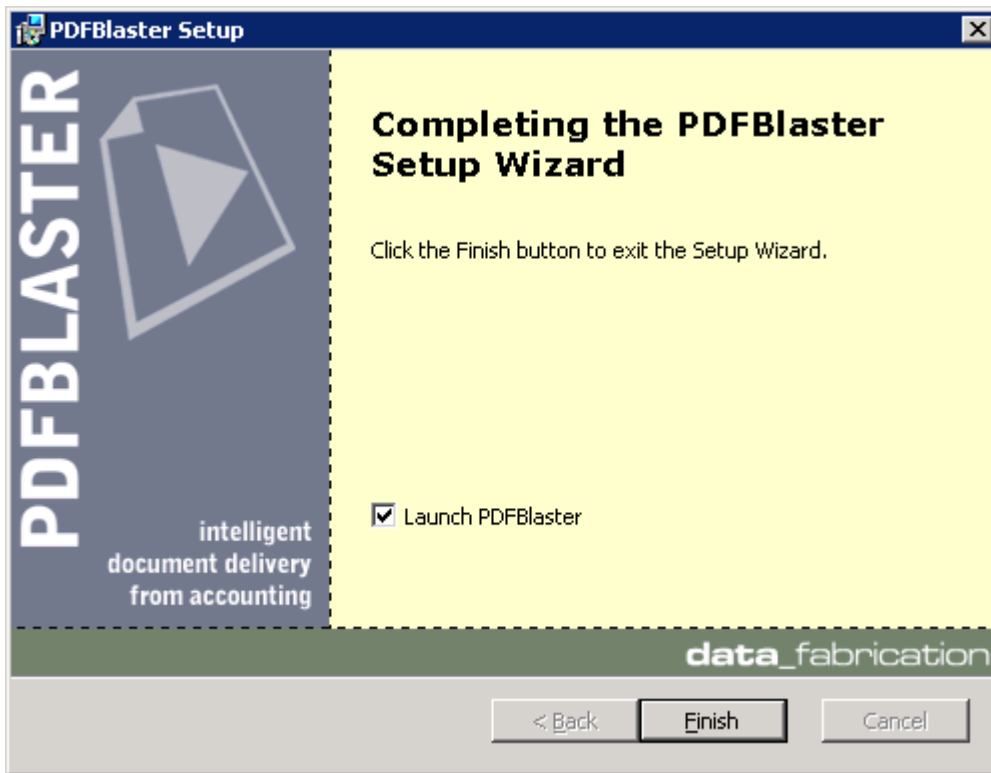 PDFBlaster Setup
PDFBLASTER
intelligent
document delivery
from accounting
Completing the PDFBlaster
Setup Wizard
Click the Finish button to exit the Setup Wizard.
Launch PDFBlaster
data_fabrication
< Back
Finish
Cancel